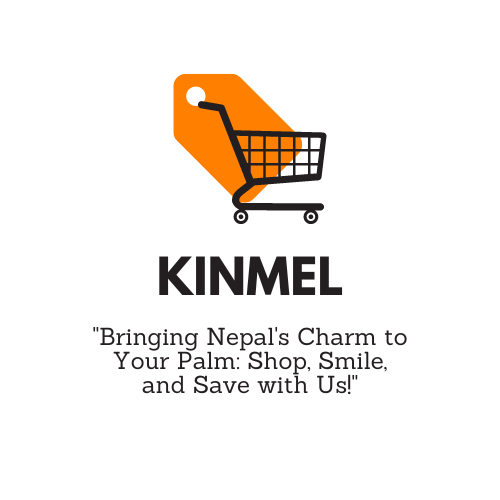 KINMEL
"Bringing Nepal's Charm to
Your Palm: Shop, Smile,
and Save with Us!"